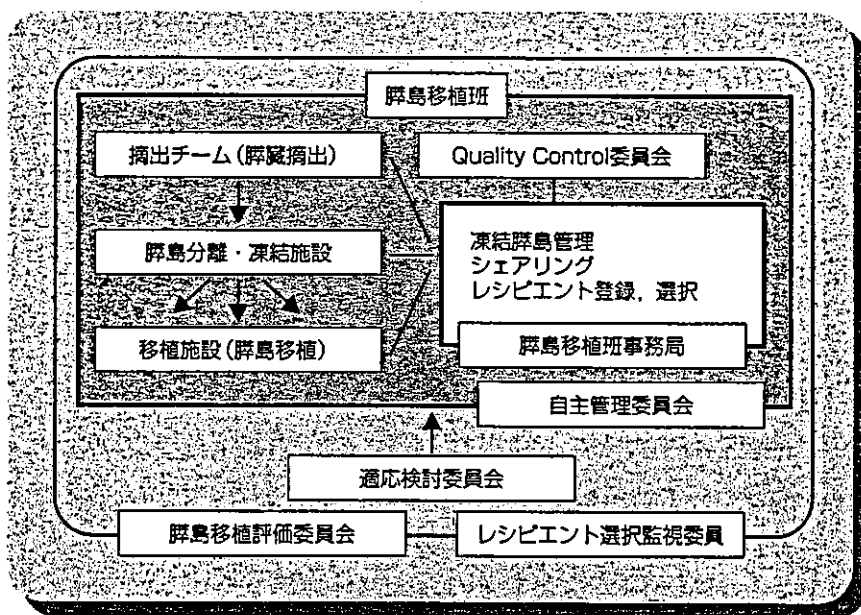 膵島移植班
摘出チーム(膵臓摘出)
Quality Control委員会
膵島分離・凍結施設
凍結膵島管理
シェアリング
レシピエント登録,選択
移植施設(膵島移植)
膵島移植班事務局
自主管理委員会
適応検討委員会
膵島移植評価委員会
レシピエント選択監視委員